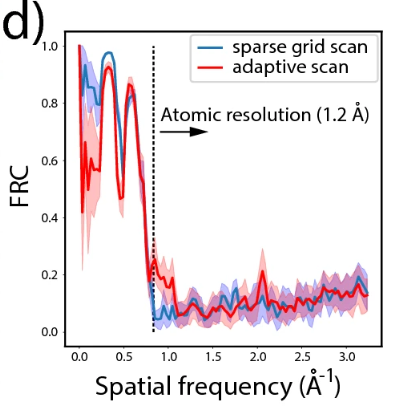 d)
sparse grid scan
adaptive scan
Atomic resolution (1.2 Å)
FRC
1.0
0.8
0.6
0.4
0.2
0.0
0.0 0.5 1.0 1.5 2.0 2.5 3.0
Spatial frequency (Å⁻¹)